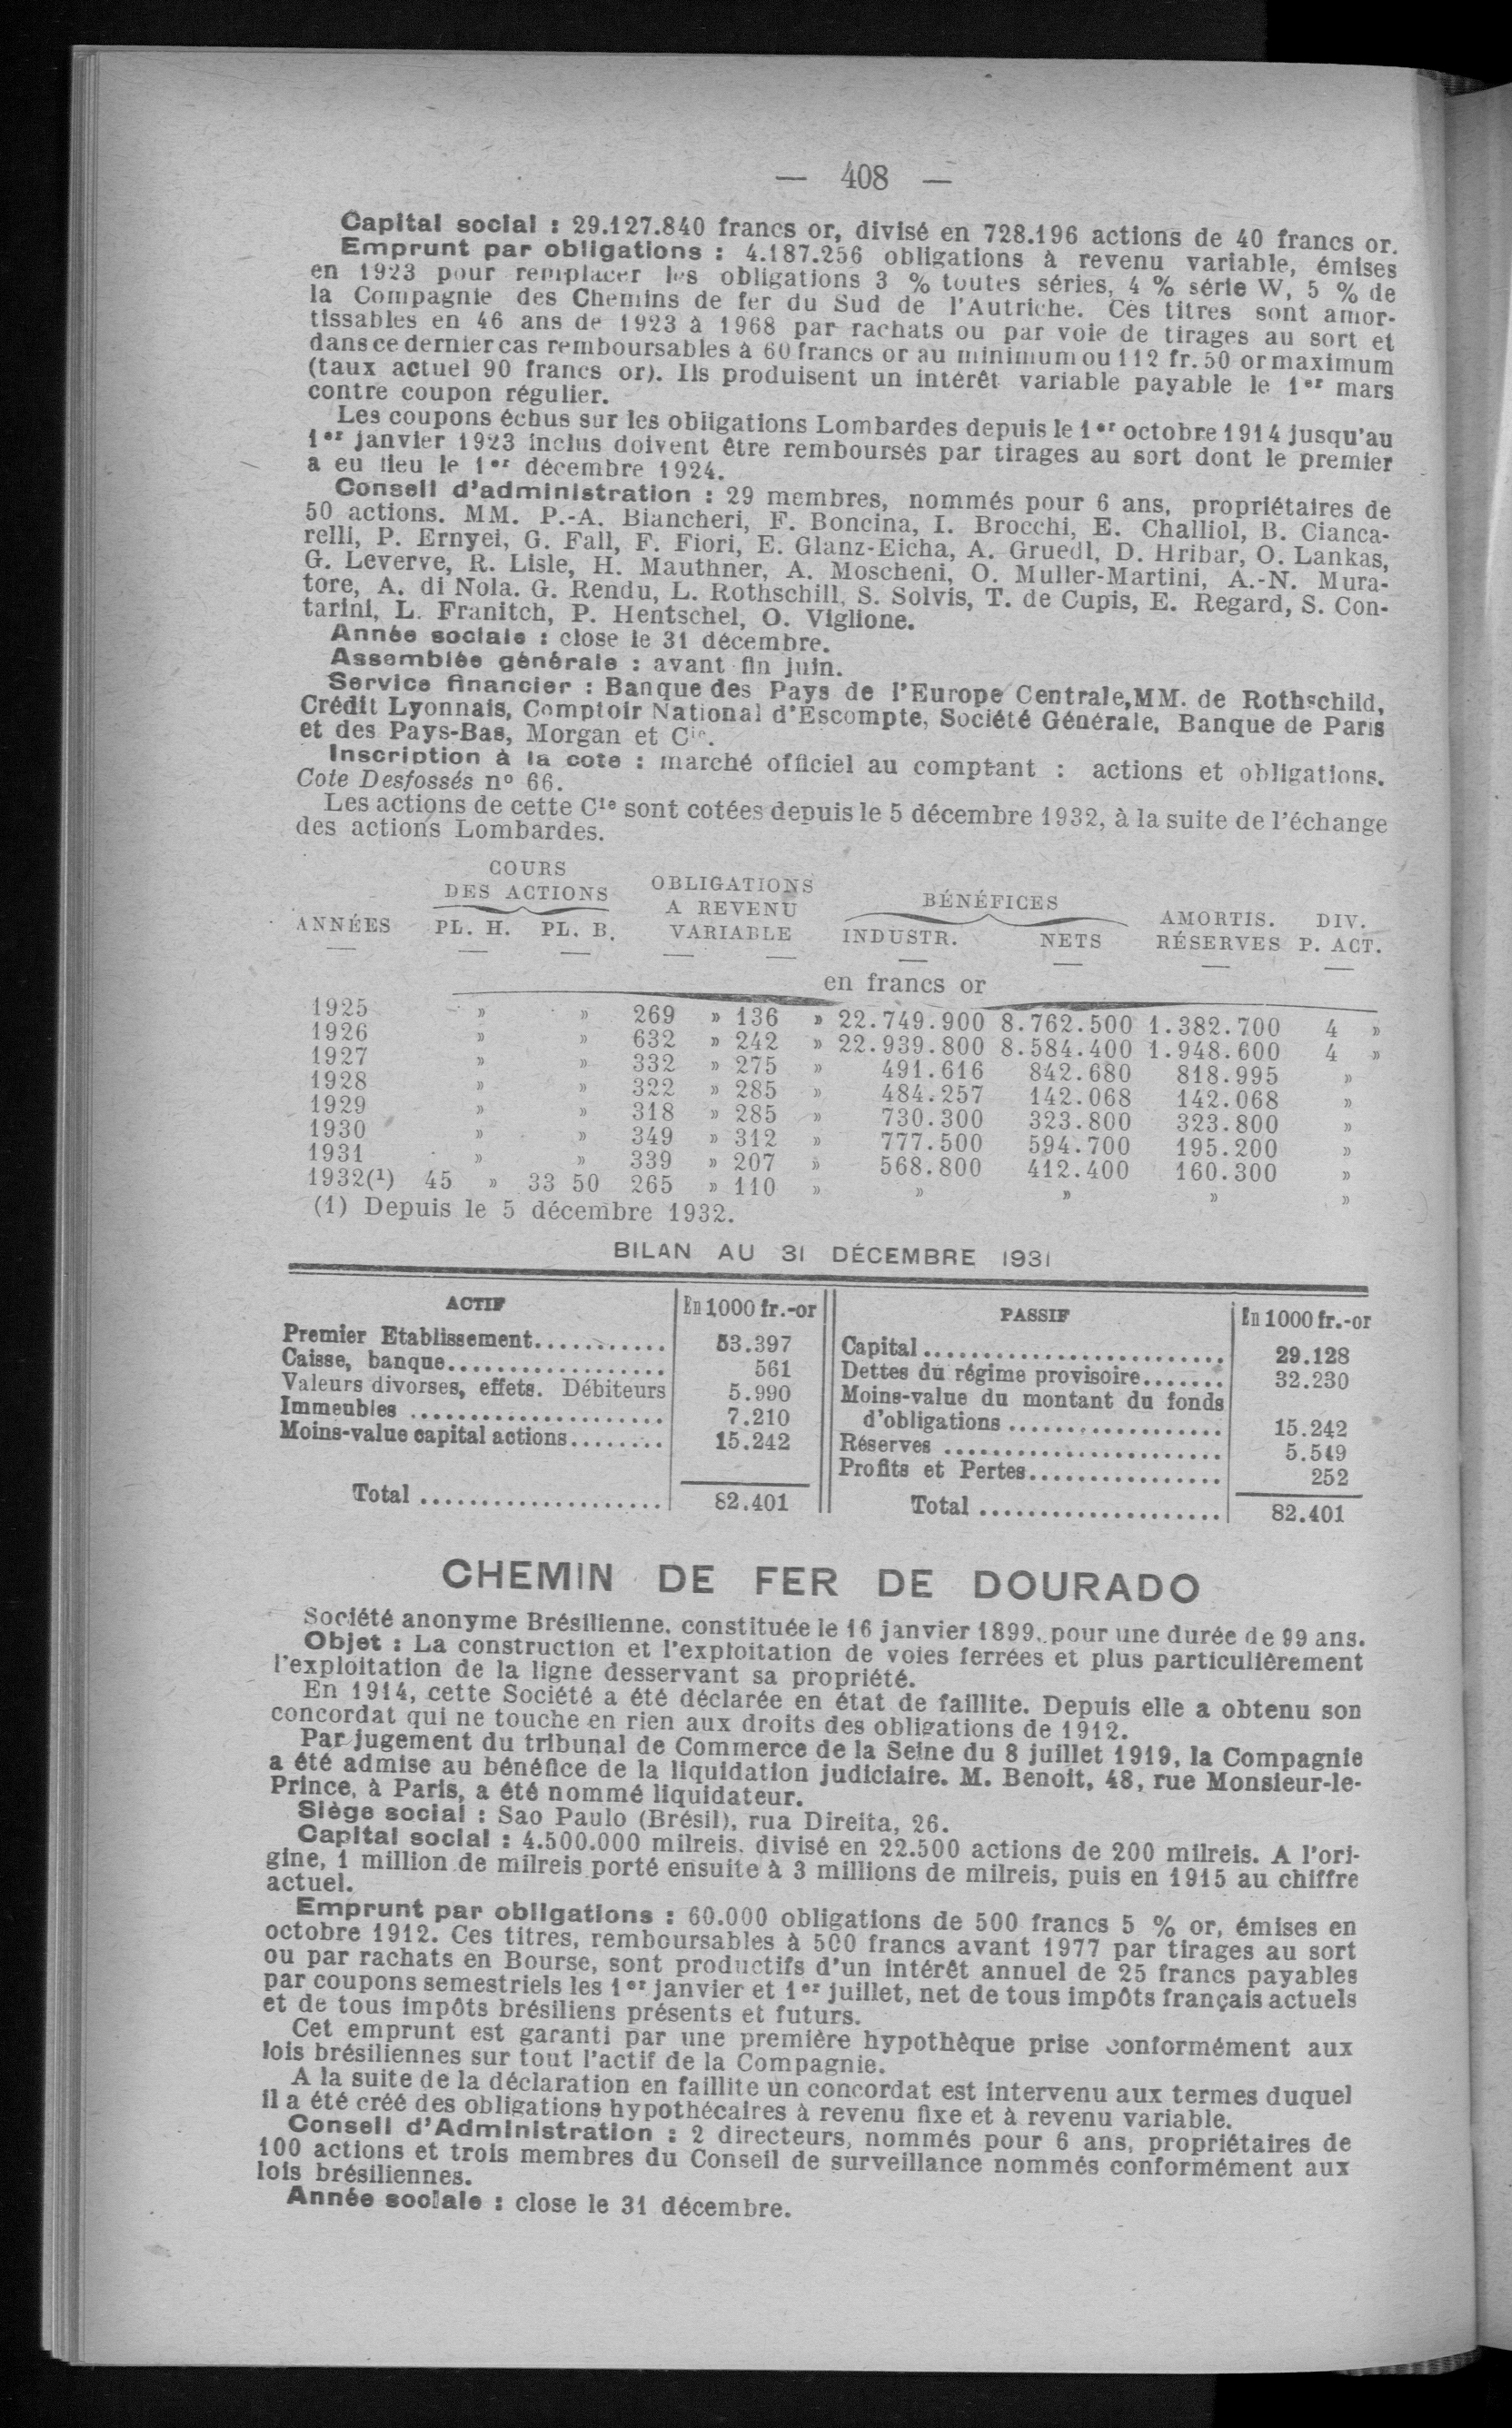 — 408 —
Capital social : 29.127.840 francs or, divisé en 728.196 actions de 40 francs or.
Emprunt par obligations : 4.187.256 obligations à revenu variable, émises
en 1923 pour remplacer les obligations 3 % toutes séries, 4 % série W, 5 % de
la Compagnie des Chemins de fer du Sud de l'Autriche. Ces titres sont amor-
tissables en 46 ans de 1923 à 1968 par rachats ou par voie de tirages au sort et
dans ce dernier cas remboursables à 60 francs or au minimum ou 112 fr. 50 or maximum
(taux actuel 90 francs or). Ils produisent un intérêt variable payable le 1er mars
contre coupon régulier.
Les coupons échus sur les obligations Lombardes depuis le 1er octobre 1914 jusqu'au
1er janvier 1923 inclus doivent être remboursés par tirages au sort dont le premier
a eu lieu le 1er décembre 1924.
Conseil d'administration : 29 membres, nommés pour 6 ans, propriétaires de
50 actions. MM. P.-A. Biancheri, F. Boncina, I. Brocchi, E. Challiol, B. Cianca-
relli, P. Ernyei, G. Fall, F. Fiori, E. Glanz-Eicha, A. Gruedl, D. Hribar, O. Lankas,
G. Leverve, R. Lisle, H. Mauthner, A. Moscheni, O. Muller-Martini, A.-N. Mura-
tore, A. di Nola. G. Rendu, L. Rothschill, S. Solvis, T. de Cupis, E. Regard, S. Con-
tarini, L. Franitch, P. Hentschel, O. Viglione.
Année sociale : close le 31 décembre.
Assemblée générale : avant fin juin.
Service financier : Banque des Pays de l'Europe Centrale, MM. de Rothschild,
Crédit Lyonnais, Comptoir National d'Escompte, Société Générale, Banque de Paris
et des Pays-Bas, Morgan et Cie.
Inscription à la cote : marché officiel au comptant : actions et obligations.
Cote Desfossés n° 66.
Les actions de cette Cie sont cotées depuis le 5 décembre 1932, à la suite de l'échange
des actions Lombardes.
COURS DES ACTIONS OBLIGATIONS A REVENU VARIABLE BÉNÉFICES
ANNÉES PL. H. PL. B. INDUSTR. NETS AMORTIS. RÉSERVES DIV. P. ACT.
en francs or
1925 » » 269 » 136 » 22.749.900 8.762.500 1.382.700 4 »
1926 » » 632 » 242 » 22.939.800 8.584.400 1.948.600 4 »
1927 » » 332 » 275 » 491.616 842.680 818.995 »
1928 » » 322 » 285 » 484.257 142.068 142.068 »
1929 » » 318 » 285 » 730.300 323.800 323.800 »
1930 » » 349 » 312 » 777.500 594.700 195.200 »
1931 » » 339 » 207 » 568.800 412.400 160.300 »
1932(1) 45 » 33 50 265 » 110 » » » » »
(1) Depuis le 5 décembre 1932.
BILAN AU 31 DÉCEMBRE 1931
ACTIF En 1000 fr.-or
Premier Etablissement........... 53.397
Caisse, banque.................. 561
Valeurs divorses, effets. Débiteurs 5.990
Immeubles ..................... 7.210
Moins-value capital actions........ 15.242
Total .................... 82.401
PASSIF En 1000 fr.-or
Capital ......................... 29.128
Dettes du régime provisoire....... 32.230
Moins-value du montant du fonds
d'obligations .................. 15.242
Réserves ....................... 5.549
Profits et Pertes................ 252
Total .................... 82.401
CHEMIN DE FER DE DOURADO
Société anonyme Brésilienne, constituée le 16 janvier 1899, pour une durée de 99 ans.
Objet : La construction et l'exploitation de voies ferrées et plus particulièrement
l'exploitation de la ligne desservant sa propriété.
En 1914, cette Société a été déclarée en état de faillite. Depuis elle a obtenu son
concordat qui ne touche en rien aux droits des obligations de 1912.
Par jugement du tribunal de Commerce de la Seine du 8 juillet 1919, la Compagnie
a été admise au bénéfice de la liquidation judiciaire. M. Benoit, 48, rue Monsieur-le-
Prince, à Paris, a été nommé liquidateur.
Siège social : Sao Paulo (Brésil), rua Direita, 26.
Capital social : 4.500.000 milreis, divisé en 22.500 actions de 200 milreis. A l'ori-
gine, 1 million de milreis porté ensuite à 3 millions de milreis, puis en 1915 au chiffre
actuel.
Emprunt par obligations : 60.000 obligations de 500 francs 5 % or, émises en
octobre 1912. Ces titres, remboursables à 500 francs avant 1977 par tirages au sort
ou par rachats en Bourse, sont productifs d'un intérêt annuel de 25 francs payables
par coupons semestriels les 1er janvier et 1er juillet, net de tous impôts français actuels
et de tous impôts brésiliens présents et futurs.
Cet emprunt est garanti par une première hypothèque prise conformément aux
lois brésiliennes sur tout l'actif de la Compagnie.
A la suite de la déclaration en faillite un concordat est intervenu aux termes duquel
il a été créé des obligations hypothécaires à revenu fixe et à revenu variable.
Conseil d'Administration : 2 directeurs, nommés pour 6 ans, propriétaires de
100 actions et trois membres du Conseil de surveillance nommés conformément aux
lois brésiliennes.
Année sociale : close le 31 décembre.